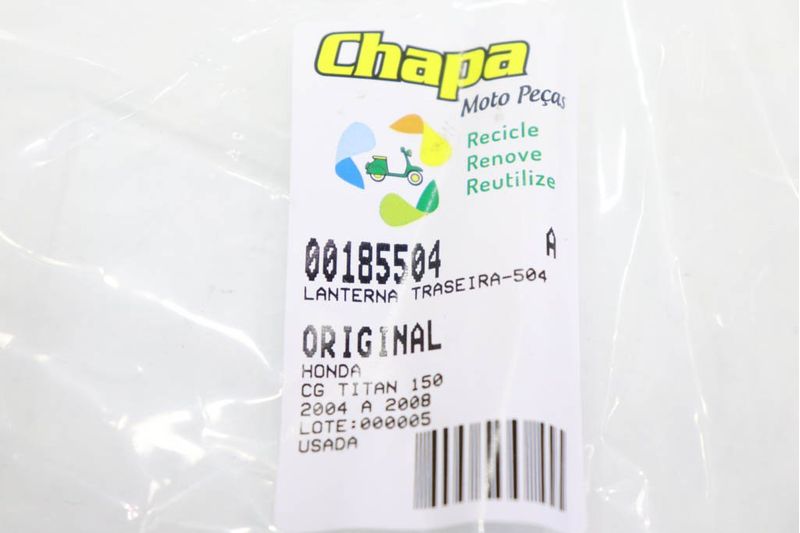 Chapa
Moto Peças
Recicle
Renove
Reutilize
00185504 A
LANTERNA TRASEIRA-504
ORIGINAL
HONDA
CG TITAN 150
2004 A 2008
LOTE:000005
USADA